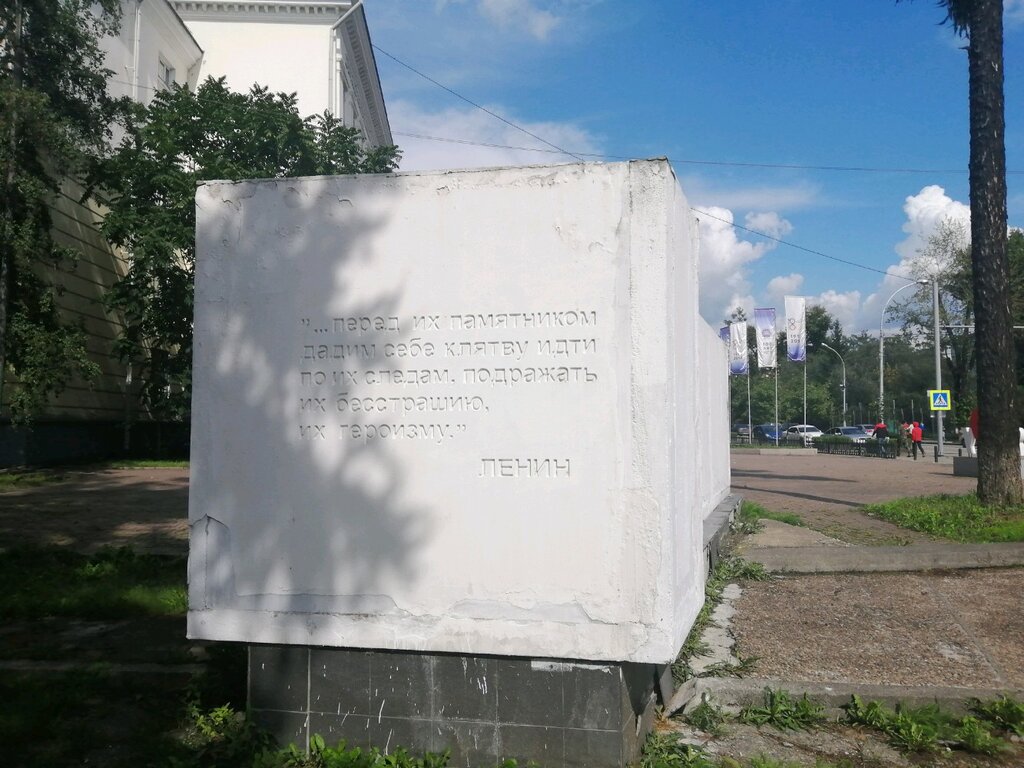 "... перед их памятником
дадим себе клятву идти
по их следам, подражать
их бесстрашию,
их героизму."
ЛЕНИН